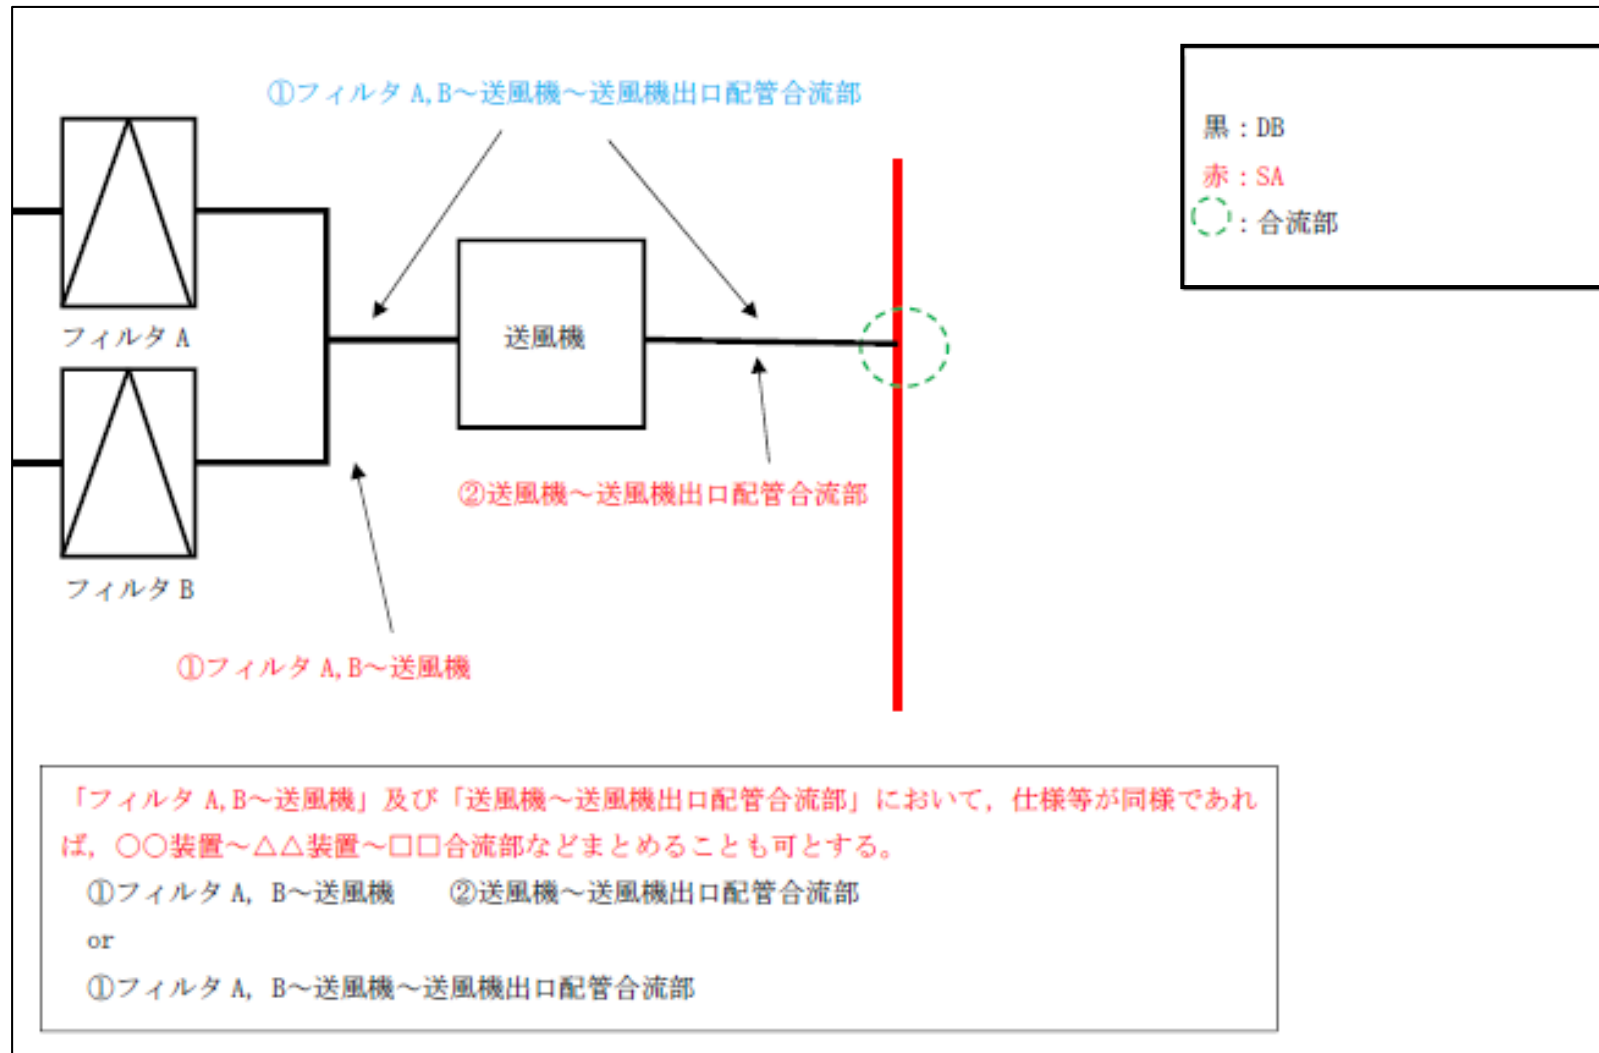 ①フィルタ A,B～送風機～送風機出口配管合流部
黒：DB
赤：SA
：合流部
フィルタ A
送風機
②送風機～送風機出口配管合流部
フィルタ B
①フィルタ A,B～送風機
「フィルタ A,B～送風機」及び「送風機～送風機出口配管合流部」において，仕様等が同様であれ
ば，○○装置～△△装置～□□合流部などまとめることも可とする。
①フィルタ A, B～送風機　②送風機～送風機出口配管合流部
or
①フィルタ A, B～送風機～送風機出口配管合流部